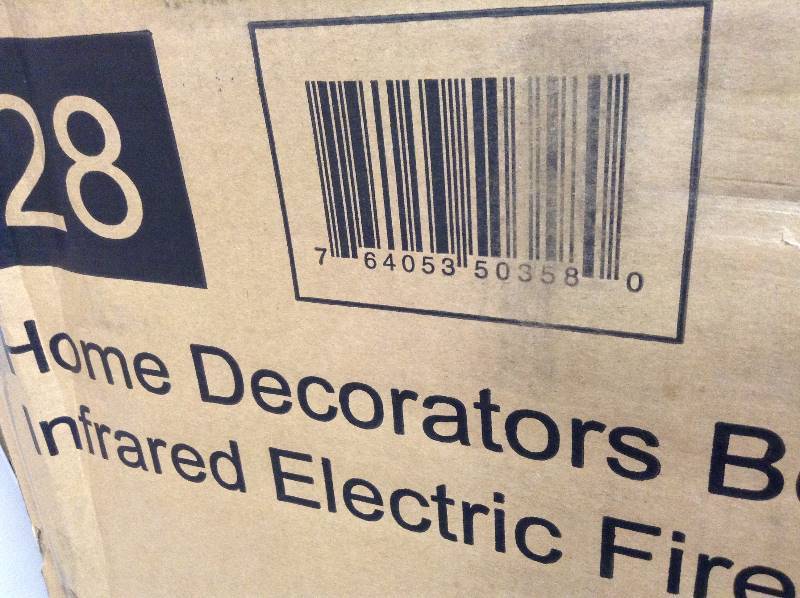 28
7 64053 50358 0
Home Decorators
Infrared Electric